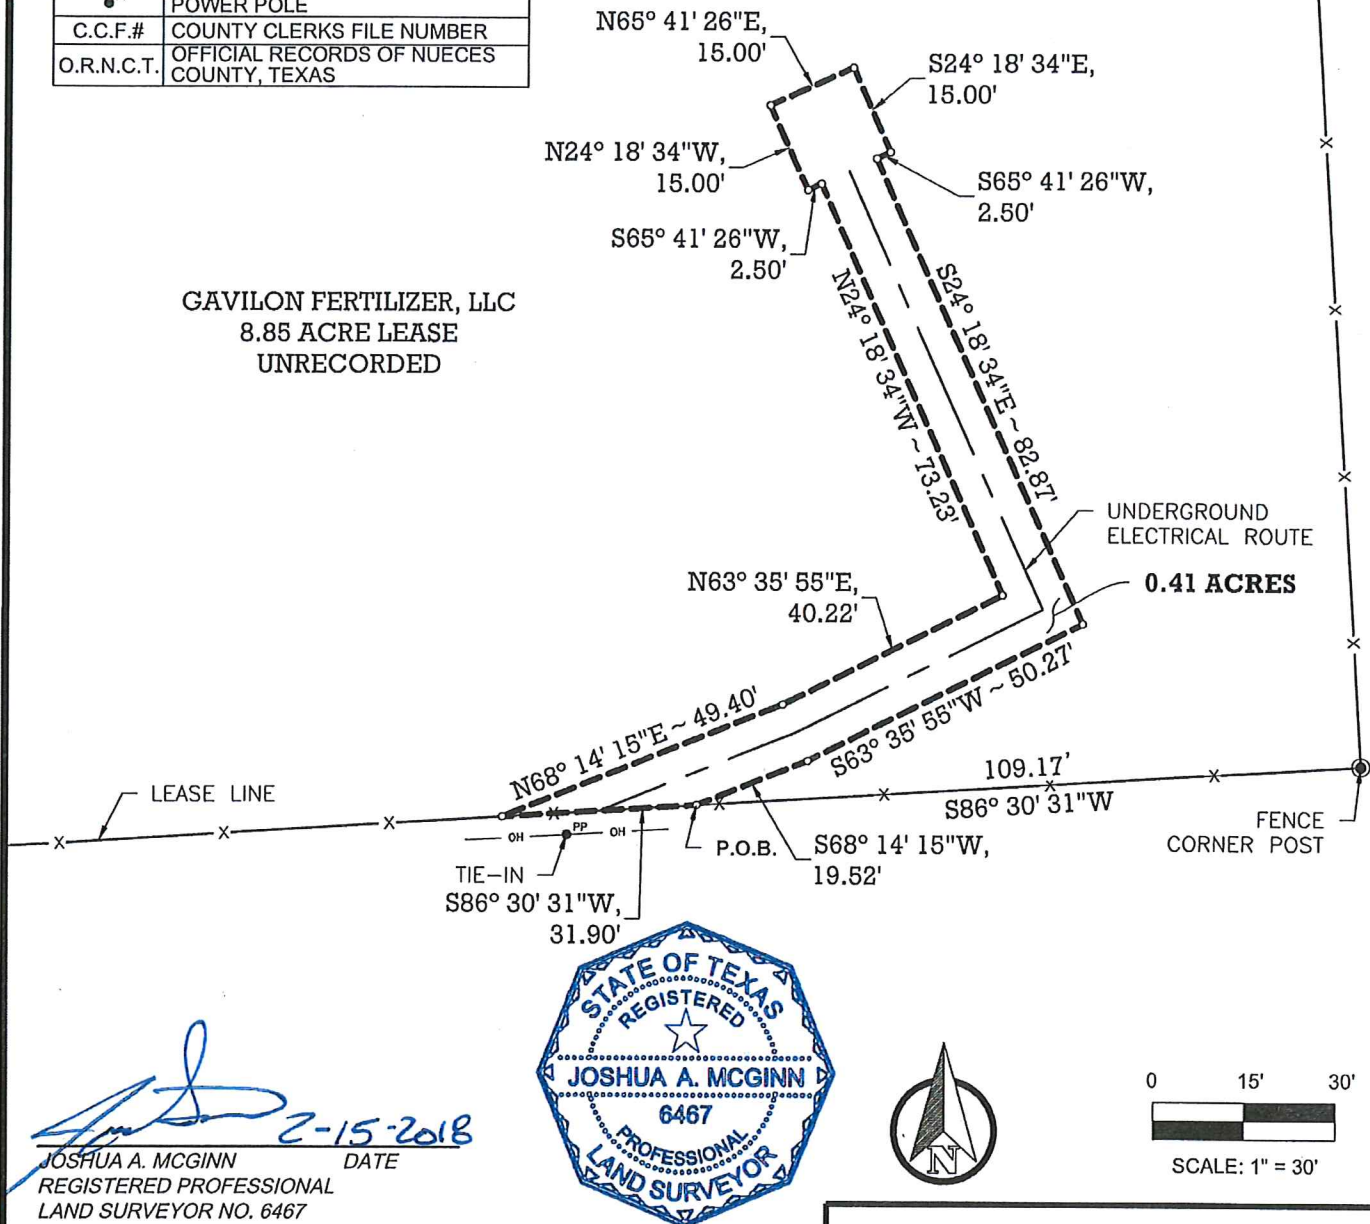 POWER POLE
C.C.F.# COUNTY CLERKS FILE NUMBER
O.R.N.C.T. OFFICIAL RECORDS OF NUECES
COUNTY, TEXAS
N65° 41' 26"E,
15.00'
S24° 18' 34"E,
15.00'
N24° 18' 34"W,
15.00'
S65° 41' 26"W,
2.50'
S65° 41' 26"W,
2.50'
GAVILON FERTILIZER, LLC
8.85 ACRE LEASE
UNRECORDED
N24° 18' 34"W ~ 73.23'
S24° 18' 34"E ~ 82.87'
UNDERGROUND
ELECTRICAL ROUTE
0.41 ACRES
N63° 35' 55"E,
40.22'
N68° 14' 15"E ~ 49.40'
S63° 35' 55"W ~ 50.27'
109.17'
S86° 30' 31"W
LEASE LINE
FENCE
CORNER POST
OH PP OH
P.O.B.
S68° 14' 15"W,
19.52'
TIE-IN
S86° 30' 31"W,
31.90'
STATE OF TEXAS
REGISTERED
JOSHUA A. MCGINN
6467
PROFESSIONAL
LAND SURVEYOR
2-15-2018
JOSHUA A. MCGINN DATE
REGISTERED PROFESSIONAL
LAND SURVEYOR NO. 6467
N
0 15' 30'
SCALE: 1" = 30'